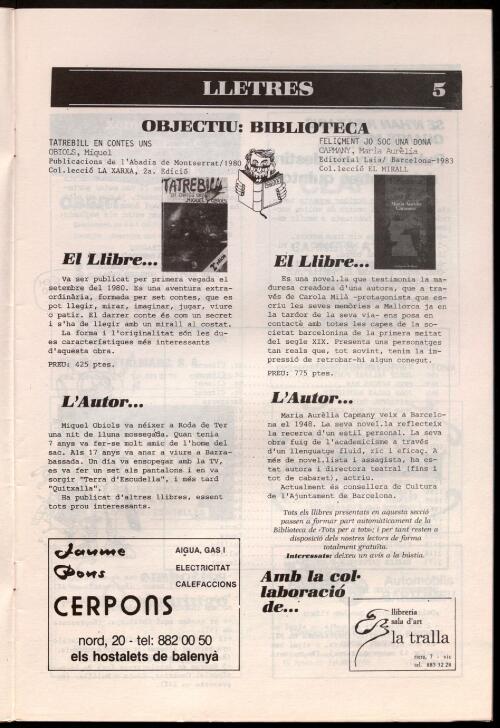 LLETRES 5
OBJECTIU: BIBLIOTECA
TATREBILL EN CONTES UNS
OBIOLS, Miquel
Publicacions de l'Abadia de Montserrat/1980
Col.lecció LA XARXA, 2a. Edició
TATREBILL
El Llibre...
Va ser publicat per primera vegada el
setembre del 1980. Es una aventura extra-
ordinària, formada per set contes, que es
pot llegir, mirar, imaginar, jugar, viure
o patir. El darrer conte és com un secret
i s'ha de llegir amb un mirall al costat.
La forma i l'originalitat són les du-
es característiques més interessants
d'aquesta obra.
PREU: 425 ptes.
L'Autor...
Miquel Obiols va néixer a Roda de Ter
una nit de lluna mossegada. Quan tenia
7 anys va fer-se molt amic de l'home del
sac. Als 17 anys va anar a viure a Barra-
bassada. Un dia va ensopegar amb la TV,
es va fer un set als pantalons i en va
sorgir "Terra d'Escudella", i més tard
"Quitxalla".
Ha publicat d'altres llibres, essent
tots prou interessants.
Jaume
Pons
AIGUA, GAS I
ELECTRICITAT
CALEFACCIONS
CERPONS
nord, 20 - tel: 882 00 50
els hostalets de balenyà
FELIÇMENT JO SOC UNA DONA
CAPMANY, Maria Aurèlia
Editorial Laia/ Barcelona-1983
Col.lecció EL MIRALL
Maria Aurèlia
Capmany
El Llibre...
Es una novel.la que testimonia la ma-
duresa creadora d'una autora, que a tra-
vés de Carola Milà -protagonista que es-
criu les seves memòries a Mallorca ja en
la tardor de la seva via- ens posa en
contactè amb totes les capes de la so-
cietat barcelonina de la primera meitat
del segle XIX. Presenta uns personatges
tan reals que, tot sovint, tenim la im-
pressió de retrobar-hi algun conegut.
PREU: 775 ptes.
L'Autor...
Maria Aurèlia Capmany veix a Barcelo-
na el 1948. La seva novel.la reflecteix
la recerca d'un estil personal. La seva
obra fuig de l'academicisme a través
d'un llenguatge fluid, ric i eficaç. A
més de novel.lista i assagista, ha es-
tat autora i directora teatral (fins i
tot de cabaret), actriu.
Actualment és consellera de Cultura
de l'Ajuntament de Barcelona.
Tots els llibres presentats en aquesta secció
passen a formar part automàticament de la
Biblioteca de «Tots per a tots»; i per tant resten a
disposició dels nostres lectors de forma
totalment gratuïta.
Interessats: deixeu un avís a la bústia.
Amb la col·
laboració
de...
llibreria
sala d'art
la tralla
riera, 7 - vic
tel. 885 32 28